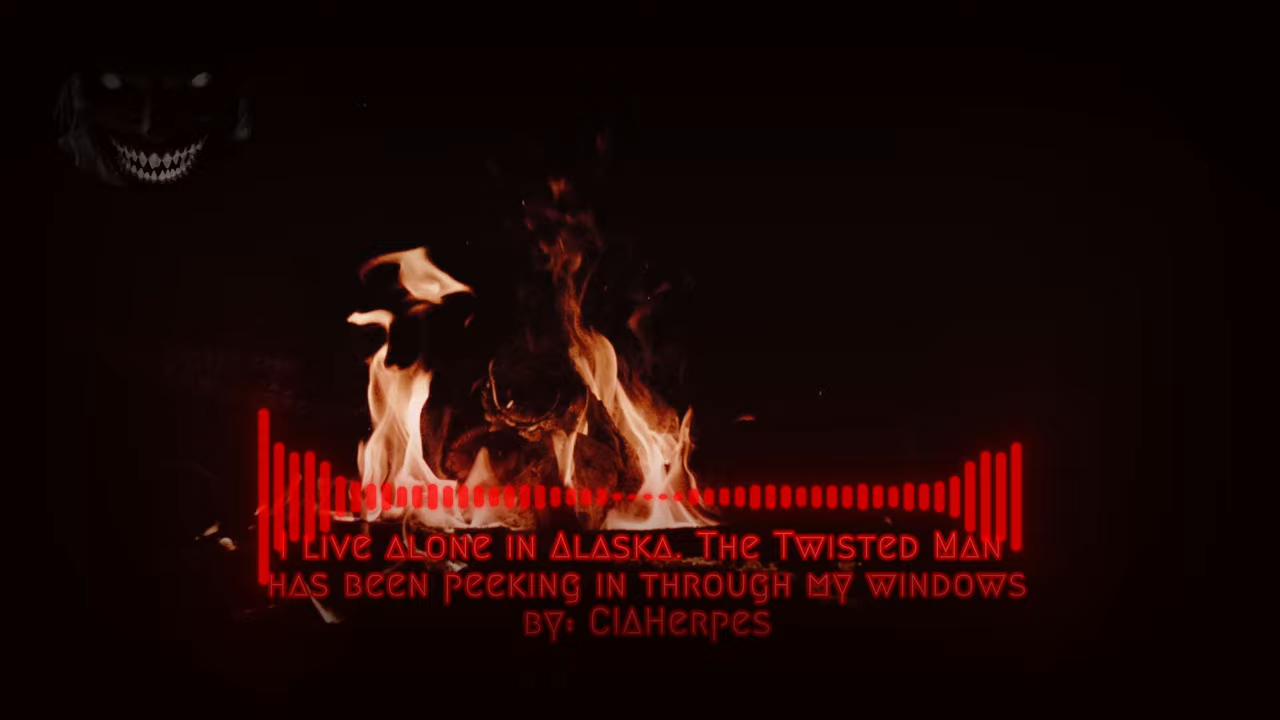 I live alone in Alaska. The Twisted Man
has been peeking in through my windows
by: CIAHerpes